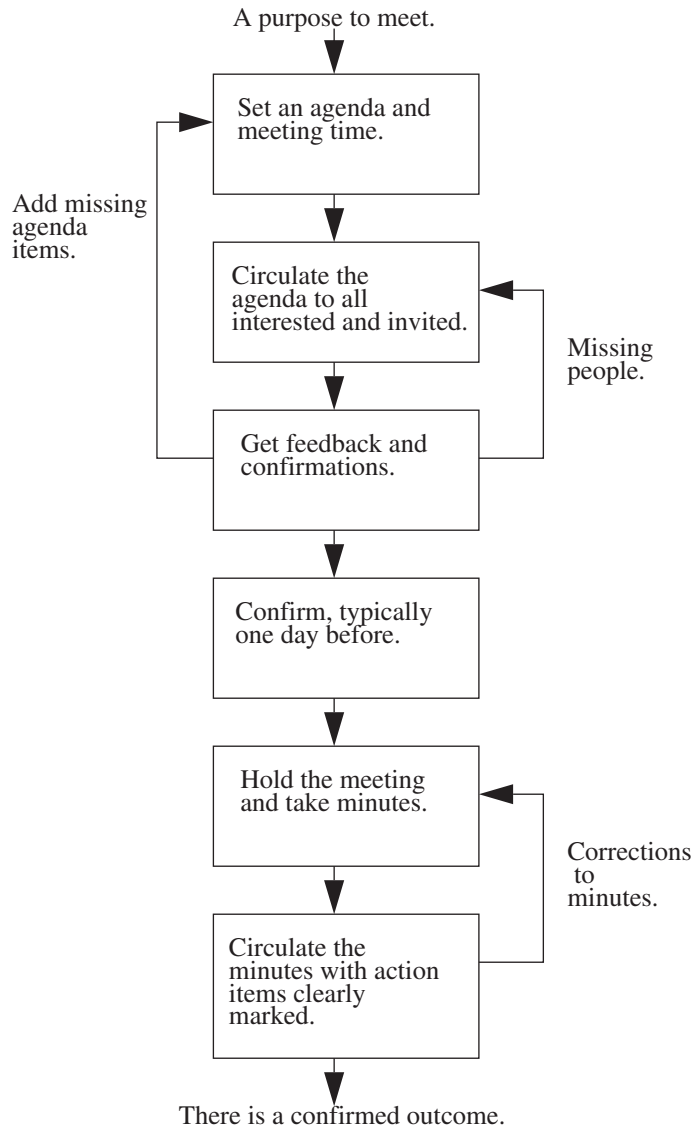 A purpose to meet.
Set an agenda and
meeting time.
Add missing
agenda
items.
Circulate the
agenda to all
interested and invited.
Missing
people.
Get feedback and
confirmations.
Confirm, typically
one day before.
Hold the meeting
and take minutes.
Corrections
to
minutes.
Circulate the
minutes with action
items clearly
marked.
There is a confirmed outcome.